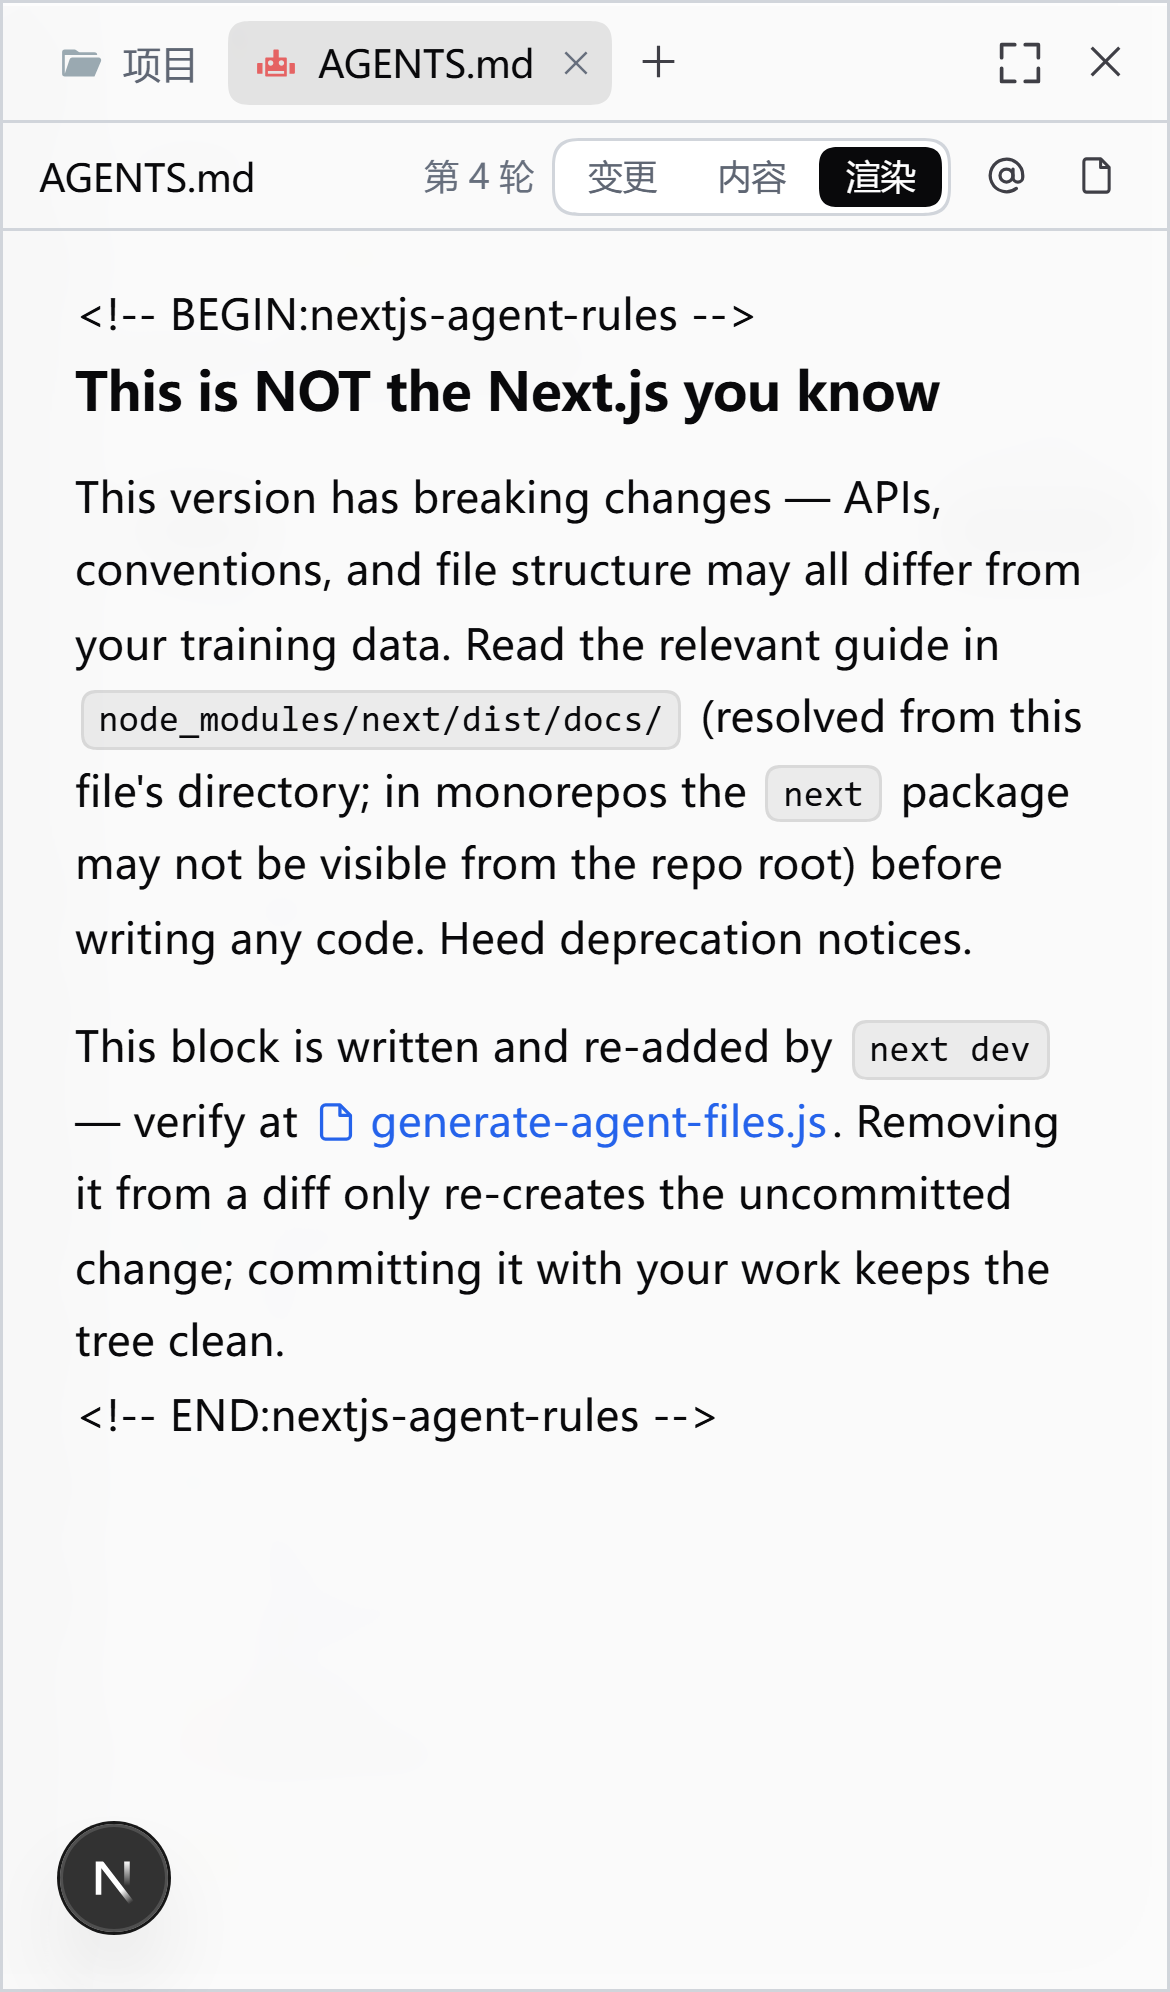 项目 AGENTS.md
AGENTS.md 第 4 轮 变更 内容 渲染
<!-- BEGIN:nextjs-agent-rules -->
This is NOT the Next.js you know
This version has breaking changes — APIs,
conventions, and file structure may all differ from
your training data. Read the relevant guide in
node_modules/next/dist/docs/ (resolved from this
file's directory; in monorepos the next package
may not be visible from the repo root) before
writing any code. Heed deprecation notices.
This block is written and re-added by next dev
— verify at generate-agent-files.js. Removing
it from a diff only re-creates the uncommitted
change; committing it with your work keeps the
tree clean.
<!-- END:nextjs-agent-rules -->
N